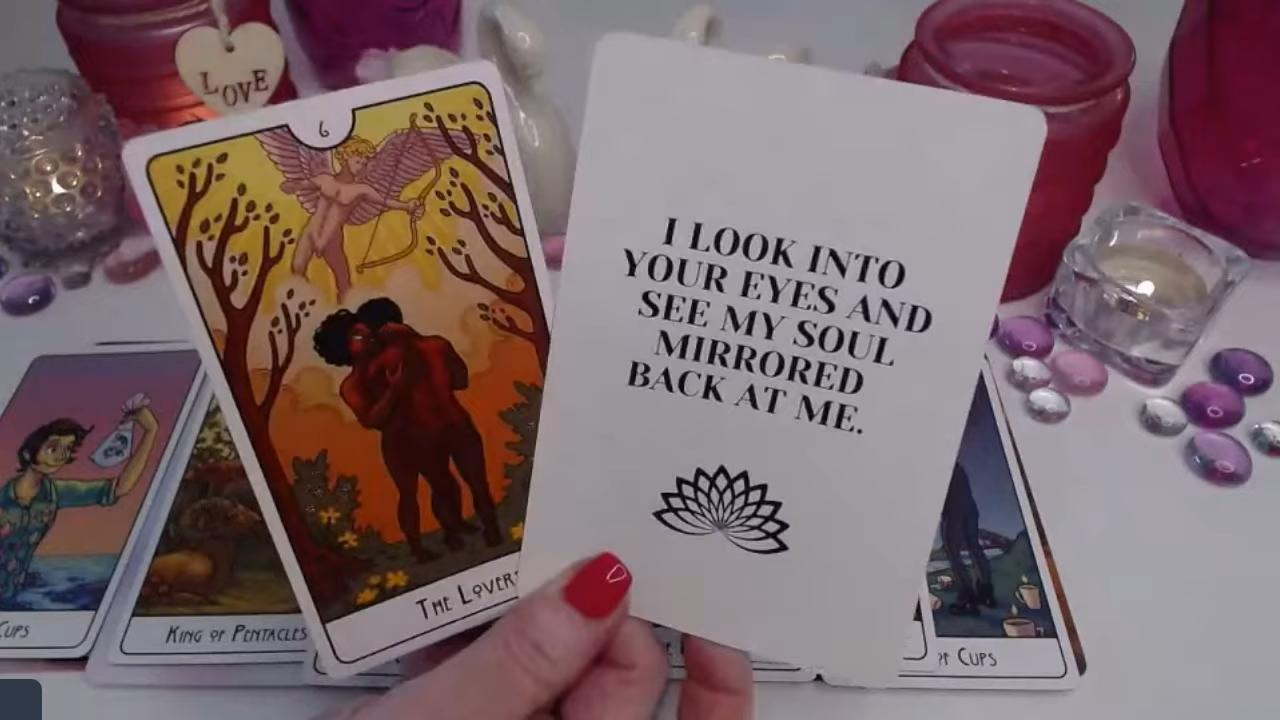 LOVE
6
THE LOVERS
I LOOK INTO
YOUR EYES AND
SEE MY SOUL
MIRRORED
BACK AT ME.
CUPS
KING OF PENTACLES
OF CUPS